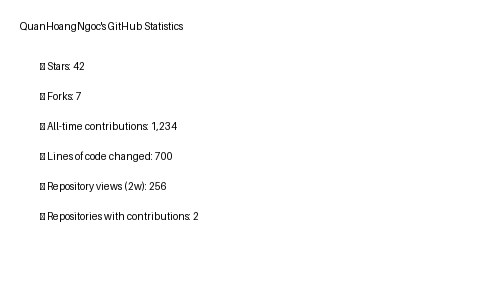 QuanHoangNgoc's GitHub Statistics
Stars: 42
Forks: 7
All-time contributions: 1,234
Lines of code changed: 700
Repository views (2w): 256
Repositories with contributions: 2